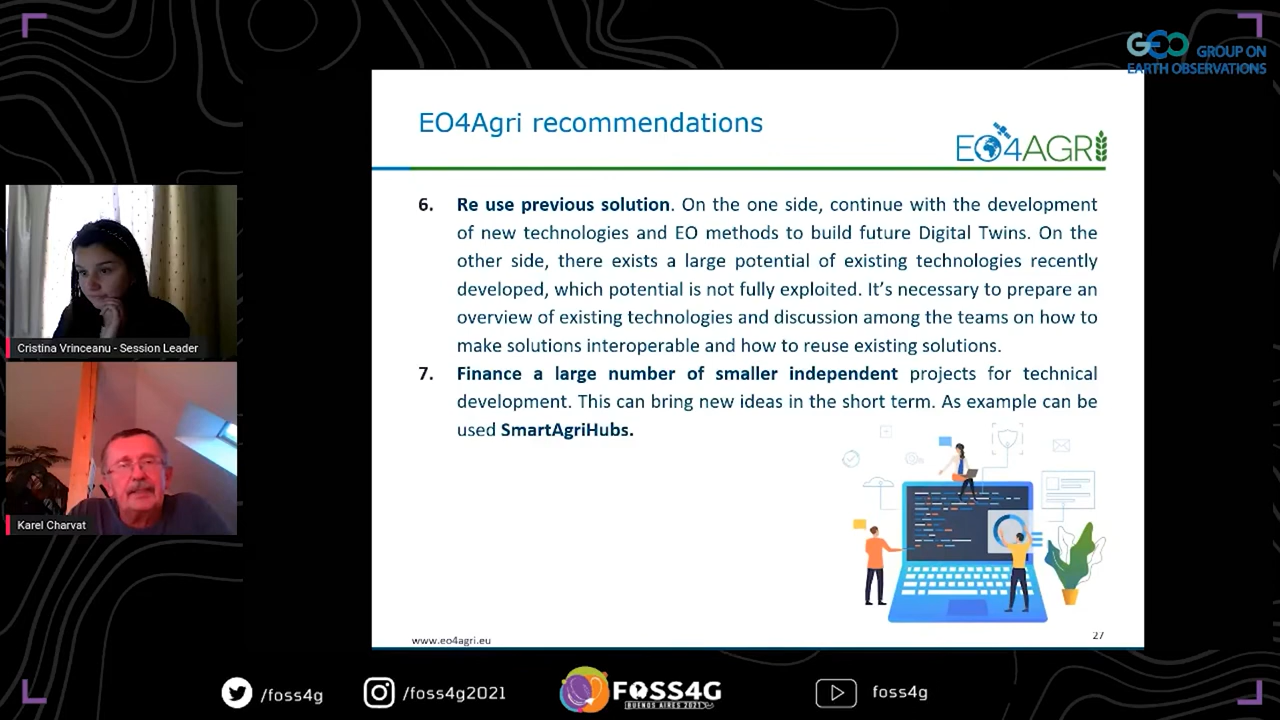 GEO GROUP ON
EARTH OBSERVATIONS
EO4Agri recommendations
EO4AGRI
6. Re use previous solution. On the one side, continue with the development
of new technologies and EO methods to build future Digital Twins. On the
other side, there exists a large potential of existing technologies recently
developed, which potential is not fully exploited. It's necessary to prepare an
overview of existing technologies and discussion among the teams on how to
make solutions interoperable and how to reuse existing solutions.
7. Finance a large number of smaller independent projects for technical
development. This can bring new ideas in the short term. As example can be
used SmartAgriHubs.
Cristina Vrinceanu - Session Leader
Karel Charvat
www.eo4agri.eu
27
/foss4g
/foss4g2021
FOSS4G
BUENOS AIRES 2021
foss4g